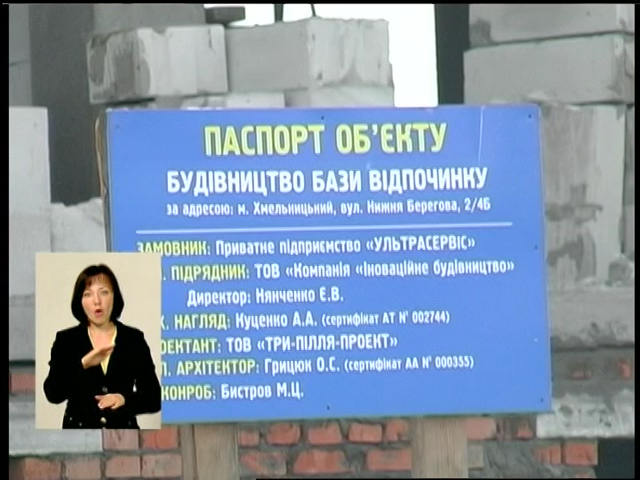 ПАСПОРТ ОБ'ЄКТУ
БУДІВНИЦТВО БАЗИ ВІДПОЧИНКУ
за адресою: м. Хмельницький, вул. Нижня Берегова, 2/4Б
ЗАМОВНИК: Приватне підприємство «УЛЬТРАСЕРВІС»
ПІДРЯДНИК: ТОВ «Компанія «Іноваційне будівництво»
Директор: Нянченко Є.В.
НАГЛЯД: Куценко А.А. (сертифікат АТ № 002744)
ТОВ «ТРИ-ПІЛЛЯ-ПРОЕКТ»
АРХІТЕКТОР: Грицюк О.С. (сертифікат АА № 000355)
Бистров М.Ц.